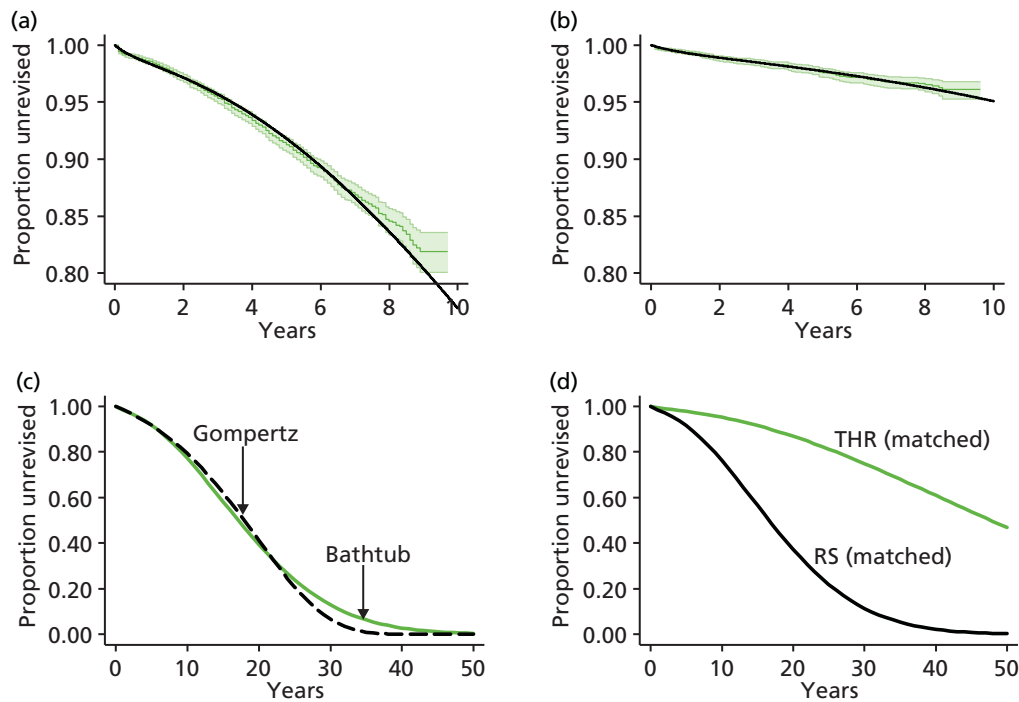 (a)
Proportion unrevised
1.00
0.95
0.90
0.85
0.80
0 2 4 6 8 10
Years
(b)
Proportion unrevised
1.00
0.95
0.90
0.85
0.80
0 2 4 6 8 10
Years
(c)
Proportion unrevised
1.00
0.80
0.60
0.40
0.20
0.00
Gompertz
Bathtub
0 10 20 30 40 50
Years
(d)
Proportion unrevised
1.00
0.80
0.60
0.40
0.20
0.00
THR (matched)
RS (matched)
0 10 20 30 40 50
Years